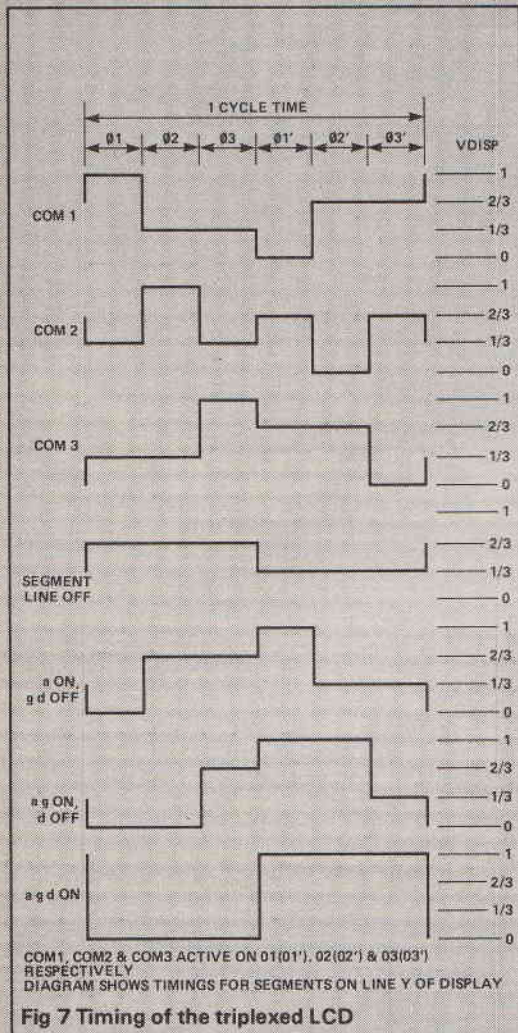 1 CYCLE TIME
Ø1 Ø2 Ø3 Ø1' Ø2' Ø3' VDISP
1
COM 1
2/3
1/3
0
1
COM 2
2/3
1/3
0
1
COM 3
2/3
1/3
0
1
2/3
SEGMENT
LINE OFF
1/3
0
1
a ON,
g d OFF
2/3
1/3
0
1
a g ON,
d OFF
2/3
1/3
0
1
a g d ON
2/3
1/3
0
COM1, COM2 & COM3 ACTIVE ON 01(01'), 02(02') & 03(03')
RESPECTIVELY
DIAGRAM SHOWS TIMINGS FOR SEGMENTS ON LINE Y OF DISPLAY
Fig 7 Timing of the triplexed LCD